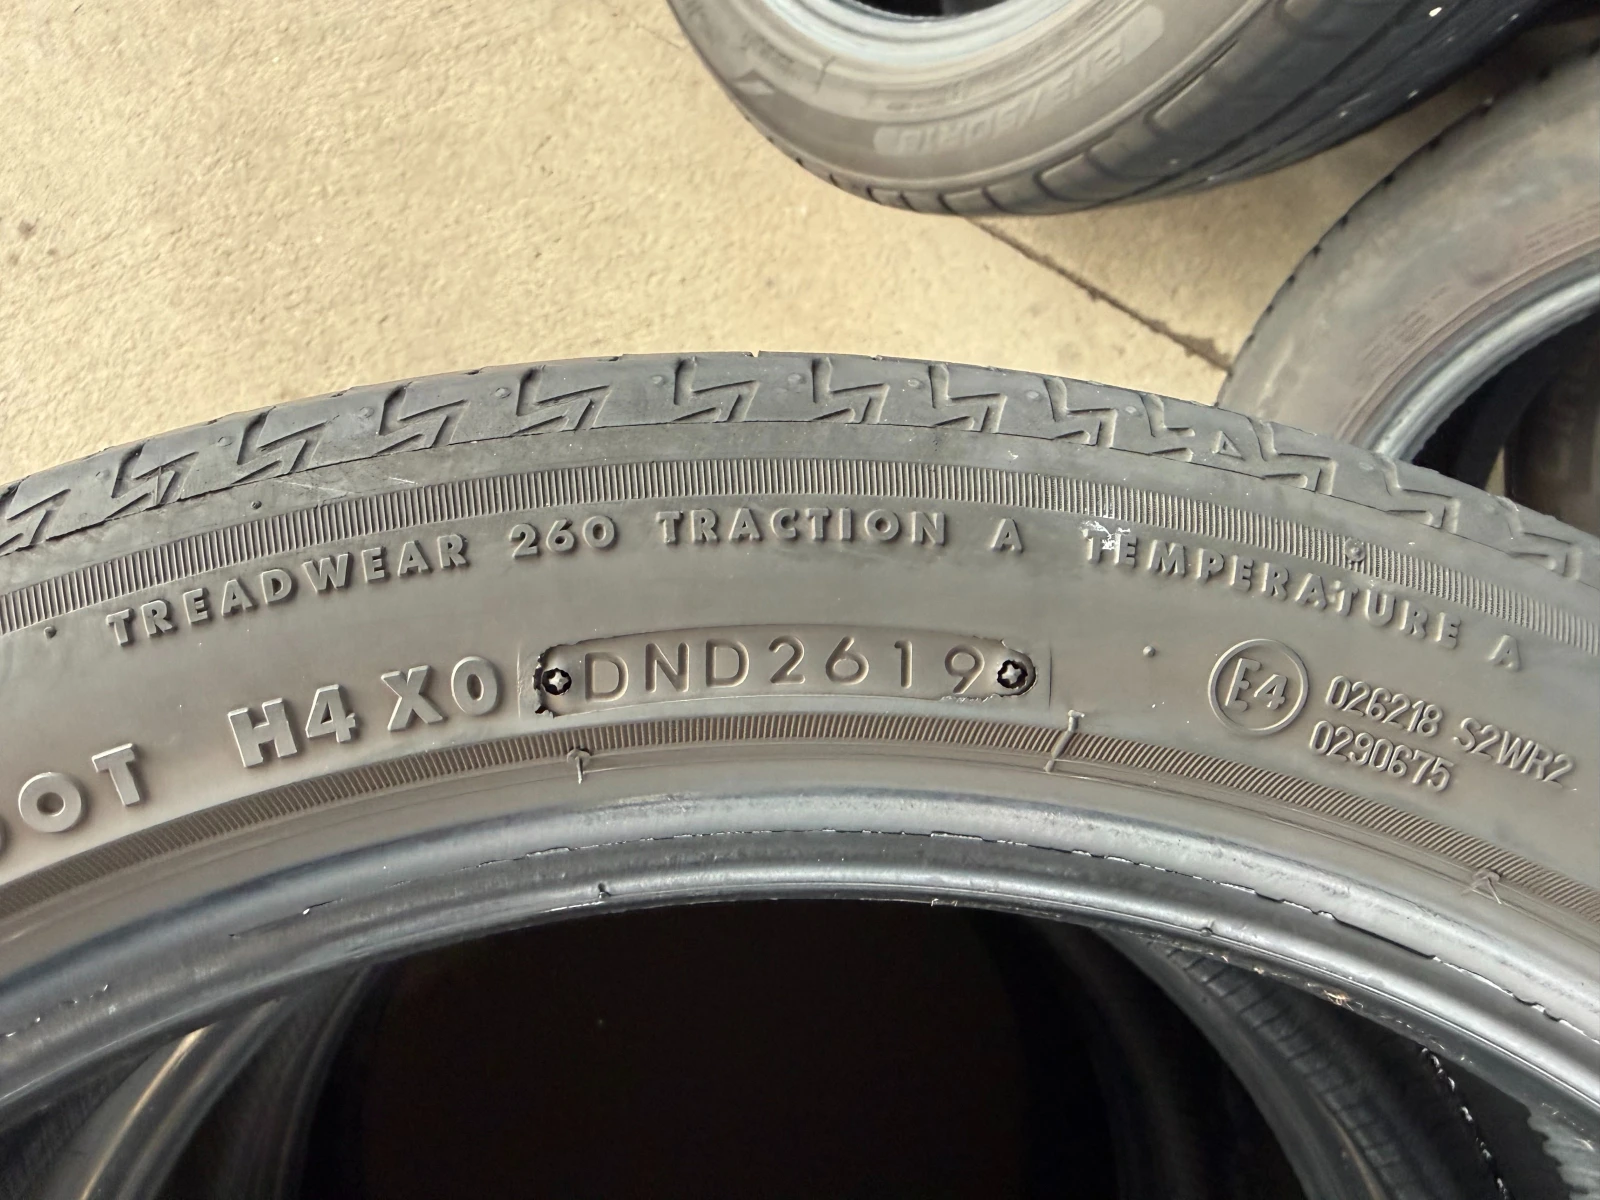 TREADWEAR 260 TRACTION A TEMPERATURE A
DOT H4 X0 DND2619
E4 026218 S2WR2
0290675